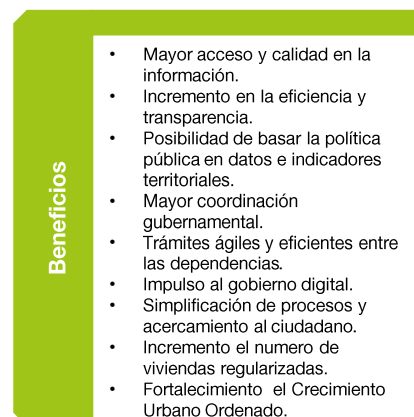 Beneficios
• Mayor acceso y calidad en la
información.
• Incremento en la eficiencia y
transparencia.
• Posibilidad de basar la política
pública en datos e indicadores
territoriales.
• Mayor coordinación
gubernamental.
• Trámites ágiles y eficientes entre
las dependencias.
• Impulso al gobierno digital.
• Simplificación de procesos y
acercamiento al ciudadano.
• Incremento el numero de
viviendas regularizadas.
• Fortalecimiento  el Crecimiento
Urbano Ordenado.